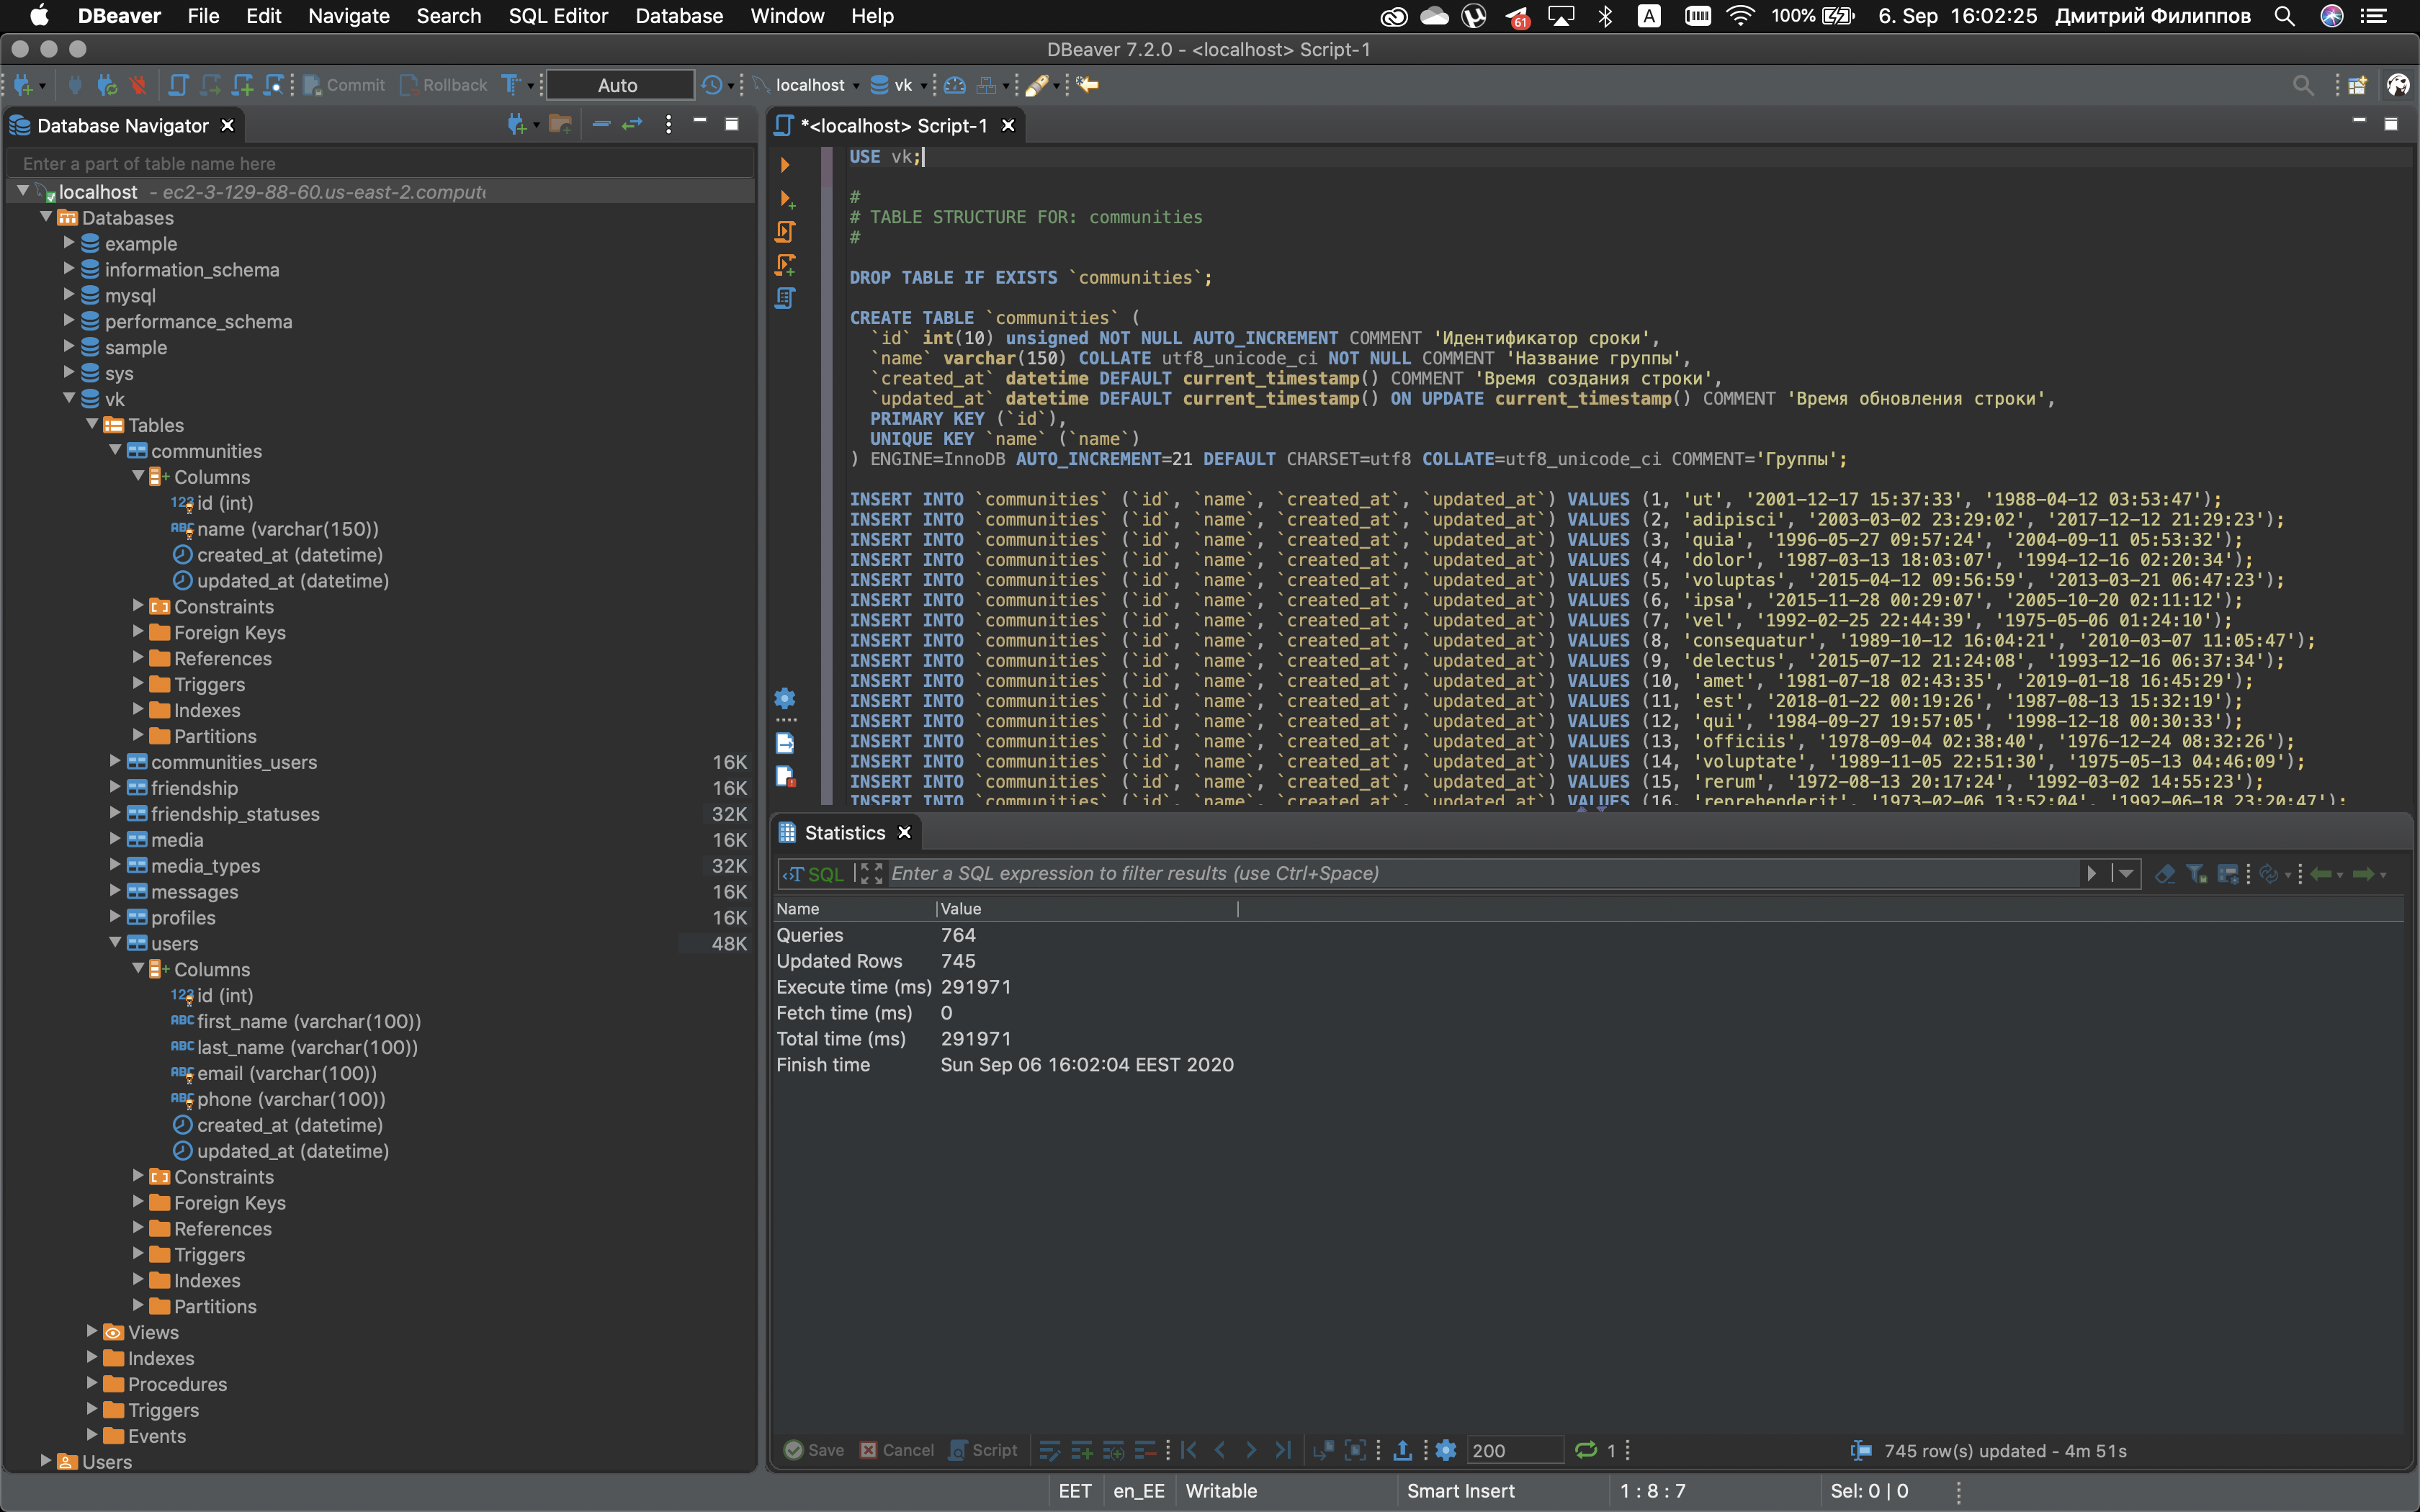 DBeaver File Edit Navigate Search SQL Editor Database Window Help
61 A 100% 6. Sep 16:02:25 Дмитрий Филиппов
DBeaver 7.2.0 - <localhost> Script-1
Commit Rollback Auto localhost vk
Database Navigator
Enter a part of table name here
localhost - ec2-3-129-88-60.us-east-2.compute
Databases
example
information_schema
mysql
performance_schema
sample
sys
vk
Tables
communities
Columns
id (int)
name (varchar(150))
created_at (datetime)
updated_at (datetime)
Constraints
Foreign Keys
References
Triggers
Indexes
Partitions
communities_users 16K
friendship 16K
friendship_statuses 32K
media 16K
media_types 32K
messages 16K
profiles 16K
users 48K
Columns
id (int)
first_name (varchar(100))
last_name (varchar(100))
email (varchar(100))
phone (varchar(100))
created_at (datetime)
updated_at (datetime)
Constraints
Foreign Keys
References
Triggers
Indexes
Partitions
Views
Indexes
Procedures
Triggers
Events
Users
*<localhost> Script-1
USE vk;
#
# TABLE STRUCTURE FOR: communities
#
DROP TABLE IF EXISTS `communities`;
CREATE TABLE `communities` (
`id` int(10) unsigned NOT NULL AUTO_INCREMENT COMMENT 'Идентификатор сроки',
`name` varchar(150) COLLATE utf8_unicode_ci NOT NULL COMMENT 'Название группы',
`created_at` datetime DEFAULT current_timestamp() COMMENT 'Время создания строки',
`updated_at` datetime DEFAULT current_timestamp() ON UPDATE current_timestamp() COMMENT 'Время обновления строки',
PRIMARY KEY (`id`),
UNIQUE KEY `name` (`name`)
) ENGINE=InnoDB AUTO_INCREMENT=21 DEFAULT CHARSET=utf8 COLLATE=utf8_unicode_ci COMMENT='Группы';
INSERT INTO `communities` (`id`, `name`, `created_at`, `updated_at`) VALUES (1, 'ut', '2001-12-17 15:37:33', '1988-04-12 03:53:47');
INSERT INTO `communities` (`id`, `name`, `created_at`, `updated_at`) VALUES (2, 'adipisci', '2003-03-02 23:29:02', '2017-12-12 21:29:23');
INSERT INTO `communities` (`id`, `name`, `created_at`, `updated_at`) VALUES (3, 'quia', '1996-05-27 09:57:24', '2004-09-11 05:53:32');
INSERT INTO `communities` (`id`, `name`, `created_at`, `updated_at`) VALUES (4, 'dolor', '1987-03-13 18:03:07', '1994-12-16 02:20:34');
INSERT INTO `communities` (`id`, `name`, `created_at`, `updated_at`) VALUES (5, 'voluptas', '2015-04-12 09:56:59', '2013-03-21 06:47:23');
INSERT INTO `communities` (`id`, `name`, `created_at`, `updated_at`) VALUES (6, 'ipsa', '2015-11-28 00:29:07', '2005-10-20 02:11:12');
INSERT INTO `communities` (`id`, `name`, `created_at`, `updated_at`) VALUES (7, 'vel', '1992-02-25 22:44:39', '1975-05-06 01:24:10');
INSERT INTO `communities` (`id`, `name`, `created_at`, `updated_at`) VALUES (8, 'consequatur', '1989-10-12 16:04:21', '2010-03-07 11:05:47');
INSERT INTO `communities` (`id`, `name`, `created_at`, `updated_at`) VALUES (9, 'delectus', '2015-07-12 21:24:08', '1993-12-16 06:37:34');
INSERT INTO `communities` (`id`, `name`, `created_at`, `updated_at`) VALUES (10, 'amet', '1981-07-18 02:43:35', '2019-01-18 16:45:29');
INSERT INTO `communities` (`id`, `name`, `created_at`, `updated_at`) VALUES (11, 'est', '2018-01-22 00:19:26', '1987-08-13 15:32:19');
INSERT INTO `communities` (`id`, `name`, `created_at`, `updated_at`) VALUES (12, 'qui', '1984-09-27 19:57:05', '1998-12-18 00:30:33');
INSERT INTO `communities` (`id`, `name`, `created_at`, `updated_at`) VALUES (13, 'officiis', '1978-09-04 02:38:40', '1976-12-24 08:32:26');
INSERT INTO `communities` (`id`, `name`, `created_at`, `updated_at`) VALUES (14, 'voluptate', '1989-11-05 22:51:30', '1975-05-13 04:46:09');
INSERT INTO `communities` (`id`, `name`, `created_at`, `updated_at`) VALUES (15, 'rerum', '1972-08-13 20:17:24', '1992-03-02 14:55:23');
INSERT INTO `communities` (`id`, `name`, `created_at`, `updated_at`) VALUES (16, 'reprehenderit', '1973-02-06 13:52:04', '1992-06-18 23:20:47');
Statistics
SQL Enter a SQL expression to filter results (use Ctrl+Space)
Name Value
Queries 764
Updated Rows 745
Execute time (ms) 291971
Fetch time (ms) 0
Total time (ms) 291971
Finish time Sun Sep 06 16:02:04 EEST 2020
Save Cancel Script 200 1 745 row(s) updated - 4m 51s
EET en_EE Writable Smart Insert 1 : 8 : 7 Sel: 0 | 0